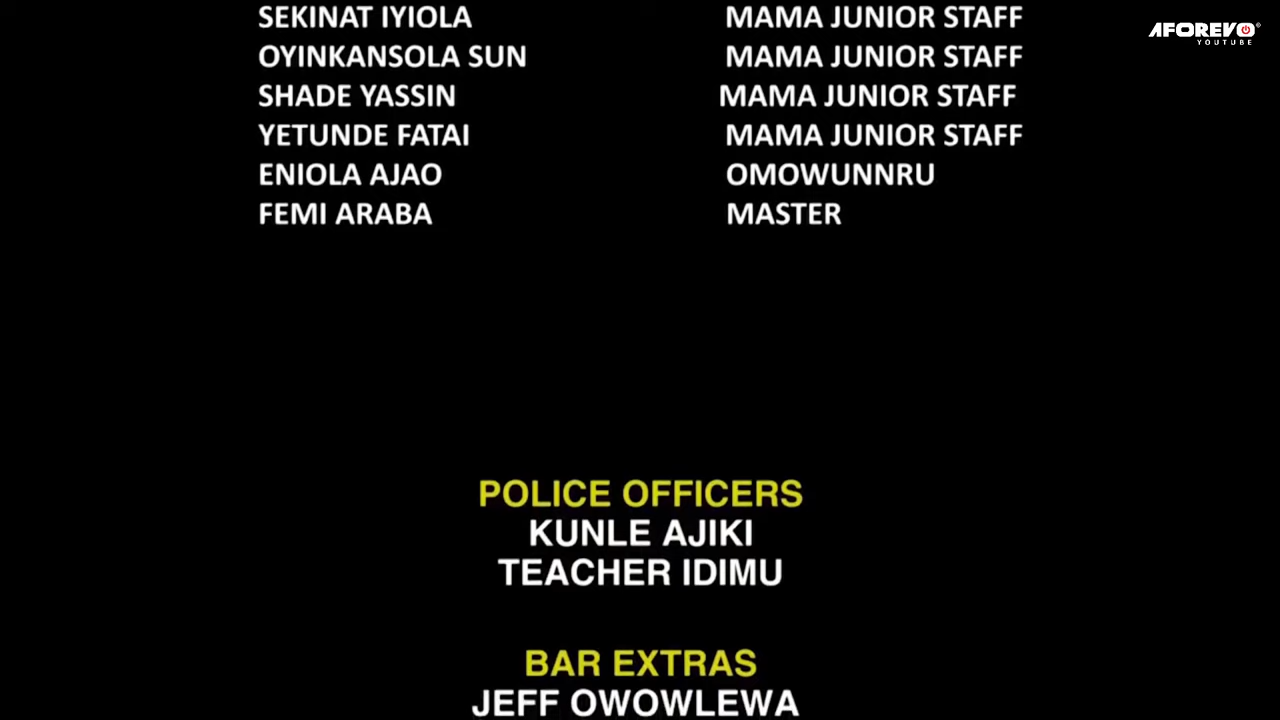 SEKINAT IYIOLA MAMA JUNIOR STAFF
AFOREVO
YOUTUBE
OYINKANSOLA SUN MAMA JUNIOR STAFF
SHADE YASSIN MAMA JUNIOR STAFF
YETUNDE FATAI MAMA JUNIOR STAFF
ENIOLA AJAO OMOWUNNRU
FEMI ARABA MASTER
POLICE OFFICERS
KUNLE AJIKI
TEACHER IDIMU
BAR EXTRAS
JEFF OWOWLEWA